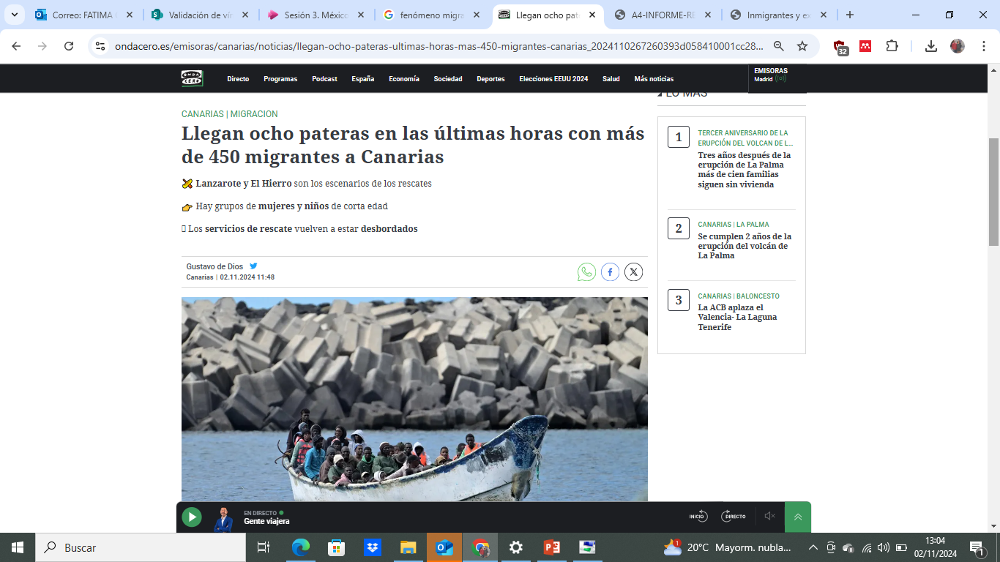 Correo: FATIMA
Validación de vír
Sesión 3. México
fenómeno migra
Llegan ocho pat
A4-INFORME-RE
Inmigrantes y ex
ondacero.es/emisoras/canarias/noticias/llegan-ocho-pateras-ultimas-horas-mas-450-migrantes-canarias_2024110267260393d058410001cc28...
32
ONDA CERO
Directo
Programas
Podcast
España
Economía
Sociedad
Deportes
Elecciones EEUU 2024
Salud
Más noticias
EMISORAS
Madrid
LO MÁS
CANARIAS | MIGRACION
Llegan ocho pateras en las últimas horas con más
de 450 migrantes a Canarias
Lanzarote y El Hierro son los escenarios de los rescates
Hay grupos de mujeres y niños de corta edad
Los servicios de rescate vuelven a estar desbordados
Gustavo de Dios
Canarias | 02.11.2024 11:48
1
TERCER ANIVERSARIO DE LA
ERUPCIÓN DEL VOLCAN DE L...
Tres años después de la
erupción de La Palma
más de cien familias
siguen sin vivienda
2
CANARIAS | LA PALMA
Se cumplen 2 años de la
erupción del volcán de
La Palma
3
CANARIAS | BALONCESTO
La ACB aplaza el
Valencia- La Laguna
Tenerife
EN DIRECTO
Gente viajera
INICIO
DIRECTO
Buscar
1
20°C Mayorm. nubla...
13:04
02/11/2024
1